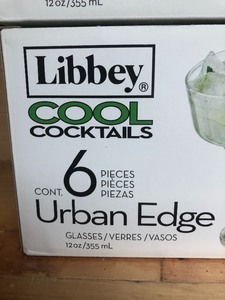 12 oz/355 mL
Libbey®
COOL
COCKTAILS
CONT. 6 PIECES
PIÈCES
PIEZAS
Urban Edge
GLASSES / VERRES / VASOS
12 oz/355 mL